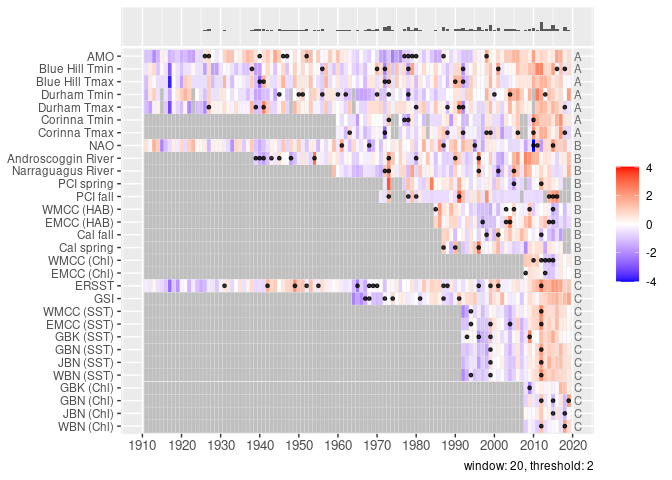 AMO A
Blue Hill Tmin A
Blue Hill Tmax A
Durham Tmin A
Durham Tmax A
Corinna Tmin A
Corinna Tmax A
NAO B
Androscoggin River B
Narraguagus River B
PCI spring B
PCI fall B
WMCC (HAB) B
EMCC (HAB) B
Cal fall B
Cal spring B
WMCC (Chl) B
EMCC (Chl) B
ERSST C
GSI C
WMCC (SST) C
EMCC (SST) C
GBK (SST) C
GBN (SST) C
JBN (SST) C
WBN (SST) C
GBK (Chl) C
GBN (Chl) C
JBN (Chl) C
WBN (Chl) C
1910 1920 1930 1940 1950 1960 1970 1980 1990 2000 2010 2020
window: 20, threshold: 2
4
2
0
-2
-4